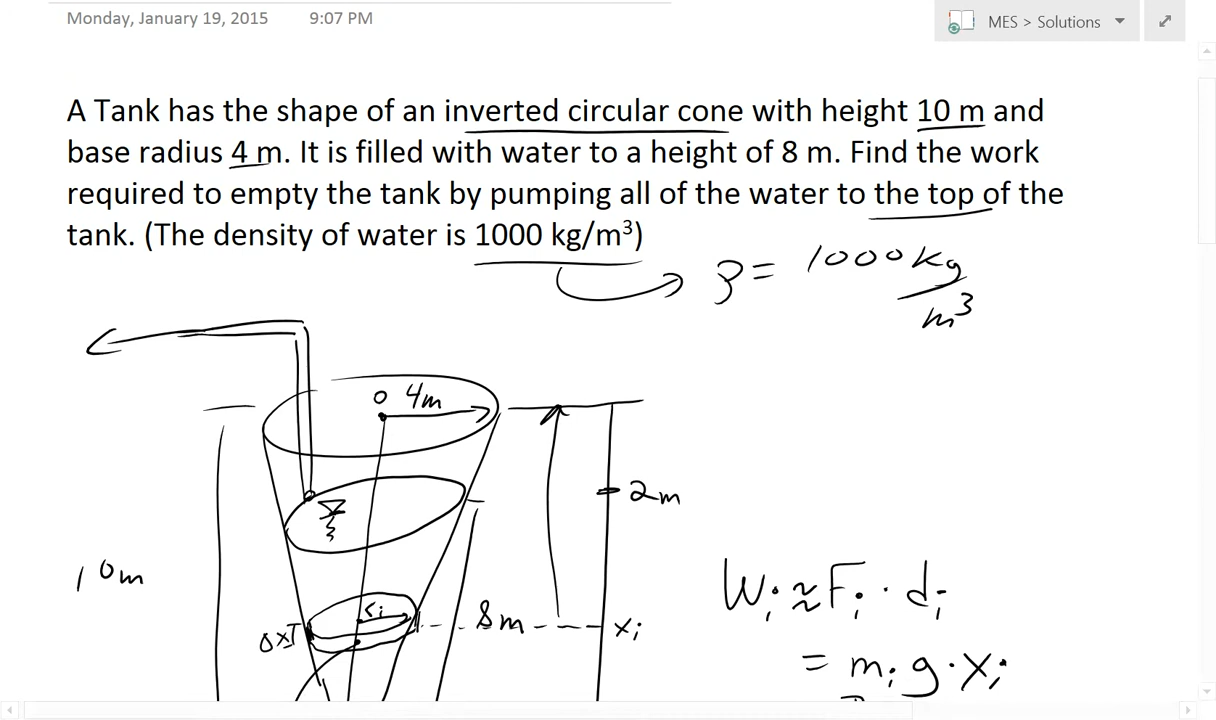 Monday, January 19, 2015 9:07 PM
MES > Solutions
A Tank has the shape of an inverted circular cone with height 10 m and
base radius 4 m. It is filled with water to a height of 8 m. Find the work
required to empty the tank by pumping all of the water to the top of the
tank. (The density of water is 1000 kg/m³)
ρ = 1000 kg/m³
0 4m
2m
10m
Wᵢ ≈ Fᵢ · dᵢ
rᵢ
8m
xᵢ
Δx
= mᵢ g · xᵢ